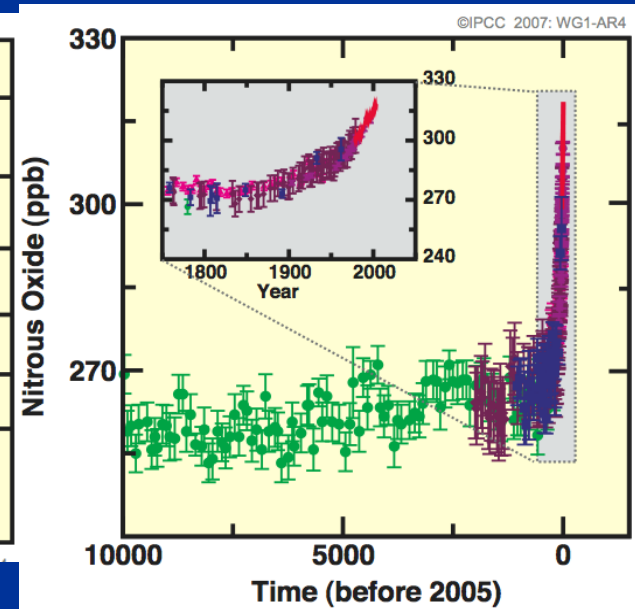 ©IPCC 2007: WG1-AR4
330
330
300
300
270
240
1800 1900 2000
Year
Nitrous Oxide (ppb)
270
10000 5000 0
Time (before 2005)